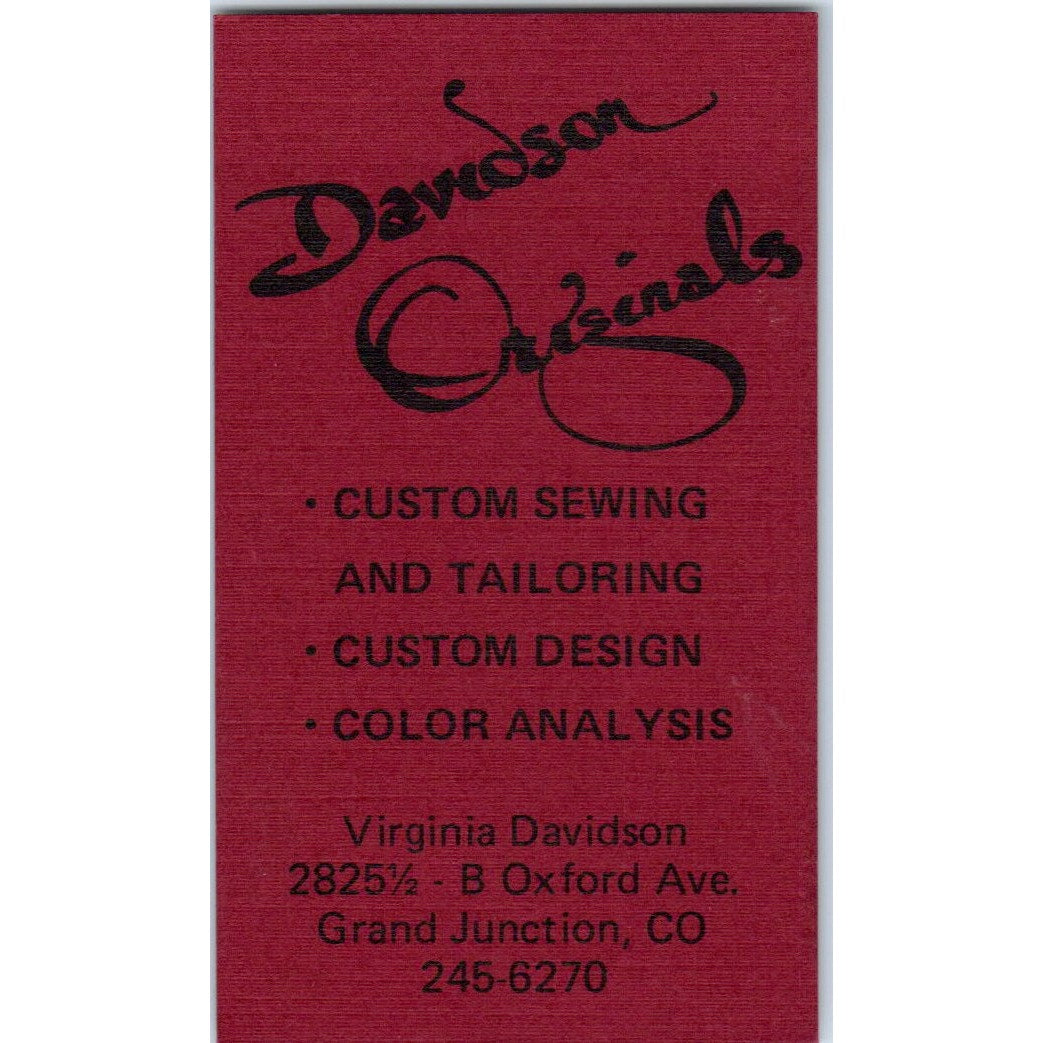 Davidson
Originals
• CUSTOM SEWING
AND TAILORING
• CUSTOM DESIGN
• COLOR ANALYSIS
Virginia Davidson
2825½ - B Oxford Ave.
Grand Junction, CO
245-6270